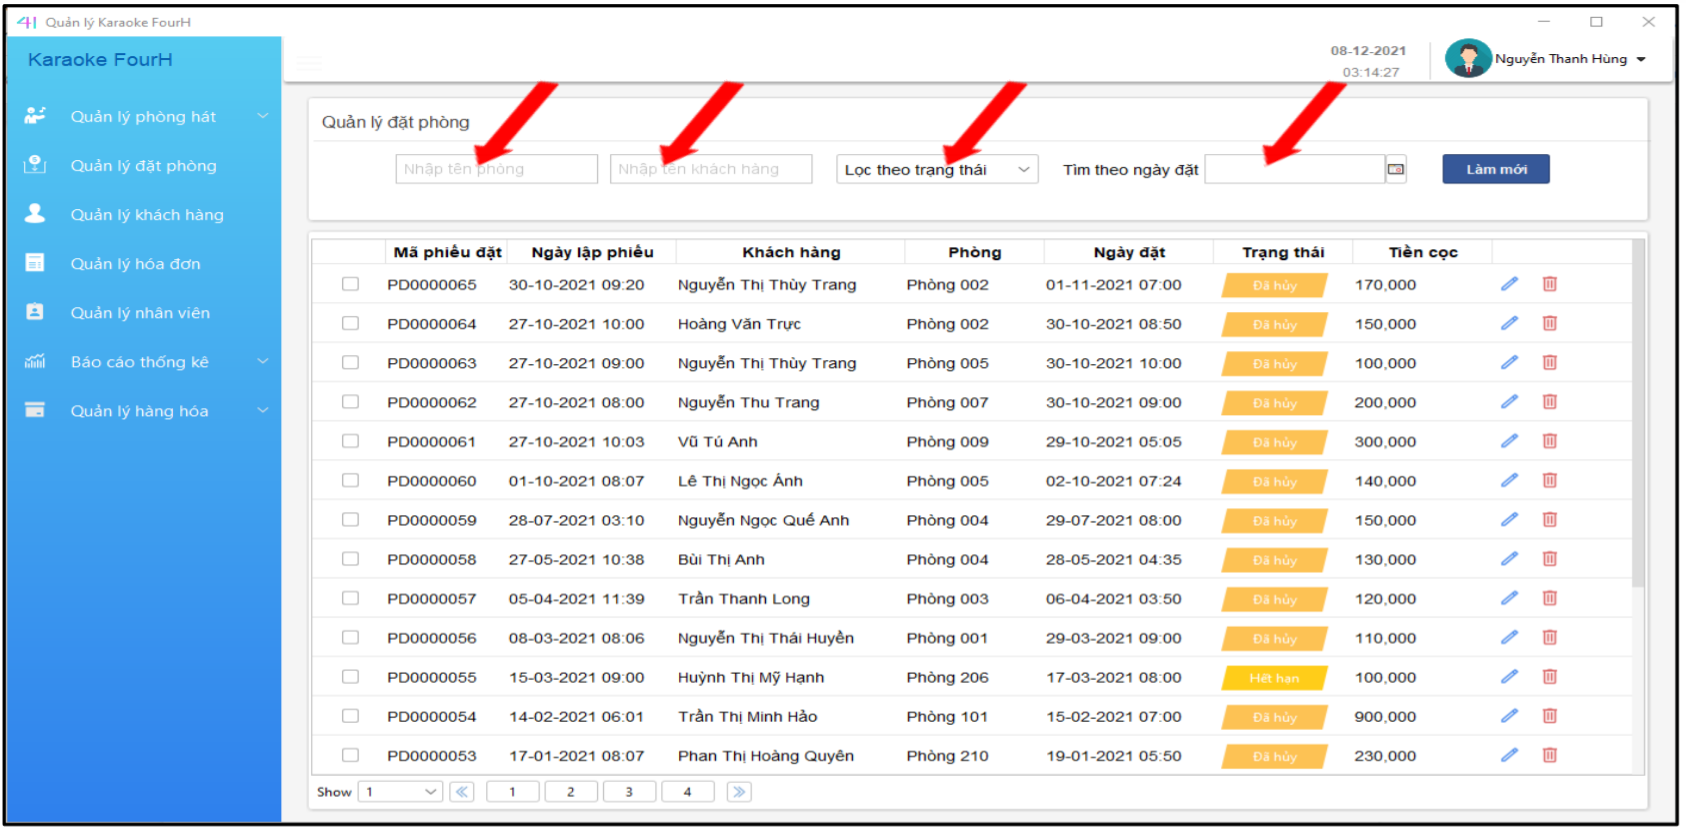 Quản lý Karaoke FourH
Karaoke FourH
08-12-2021
03:14:27
Nguyễn Thanh Hùng
Quản lý phòng hát
Quản lý đặt phòng
Quản lý khách hàng
Quản lý hóa đơn
Quản lý nhân viên
Báo cáo thống kê
Quản lý hàng hóa
Quản lý đặt phòng
Nhập tên phòng Nhập tên khách hàng Lọc theo trạng thái Tìm theo ngày đặt Làm mới
Mã phiếu đặt Ngày lập phiếu Khách hàng Phòng Ngày đặt Trạng thái Tiền cọc
PD0000065 30-10-2021 09:20 Nguyễn Thị Thùy Trang Phòng 002 01-11-2021 07:00 Đã hủy 170,000
PD0000064 27-10-2021 10:00 Hoàng Văn Trực Phòng 002 30-10-2021 08:50 Đã hủy 150,000
PD0000063 27-10-2021 09:00 Nguyễn Thị Thùy Trang Phòng 005 30-10-2021 10:00 Đã hủy 100,000
PD0000062 27-10-2021 08:00 Nguyễn Thu Trang Phòng 007 30-10-2021 09:00 Đã hủy 200,000
PD0000061 27-10-2021 10:03 Vũ Tú Anh Phòng 009 29-10-2021 05:05 Đã hủy 300,000
PD0000060 01-10-2021 08:07 Lê Thị Ngọc Ánh Phòng 005 02-10-2021 07:24 Đã hủy 140,000
PD0000059 28-07-2021 03:10 Nguyễn Ngọc Quế Anh Phòng 004 29-07-2021 08:00 Đã hủy 150,000
PD0000058 27-05-2021 10:38 Bùi Thị Anh Phòng 004 28-05-2021 04:35 Đã hủy 130,000
PD0000057 05-04-2021 11:39 Trần Thanh Long Phòng 003 06-04-2021 03:50 Đã hủy 120,000
PD0000056 08-03-2021 08:06 Nguyễn Thị Thái Huyền Phòng 001 29-03-2021 09:00 Đã hủy 110,000
PD0000055 15-03-2021 09:00 Huỳnh Thị Mỹ Hạnh Phòng 206 17-03-2021 08:00 Hết hạn 100,000
PD0000054 14-02-2021 06:01 Trần Thị Minh Hảo Phòng 101 15-02-2021 07:00 Đã hủy 900,000
PD0000053 17-01-2021 08:07 Phan Thị Hoàng Quyên Phòng 210 19-01-2021 05:50 Đã hủy 230,000
Show 1 1 2 3 4